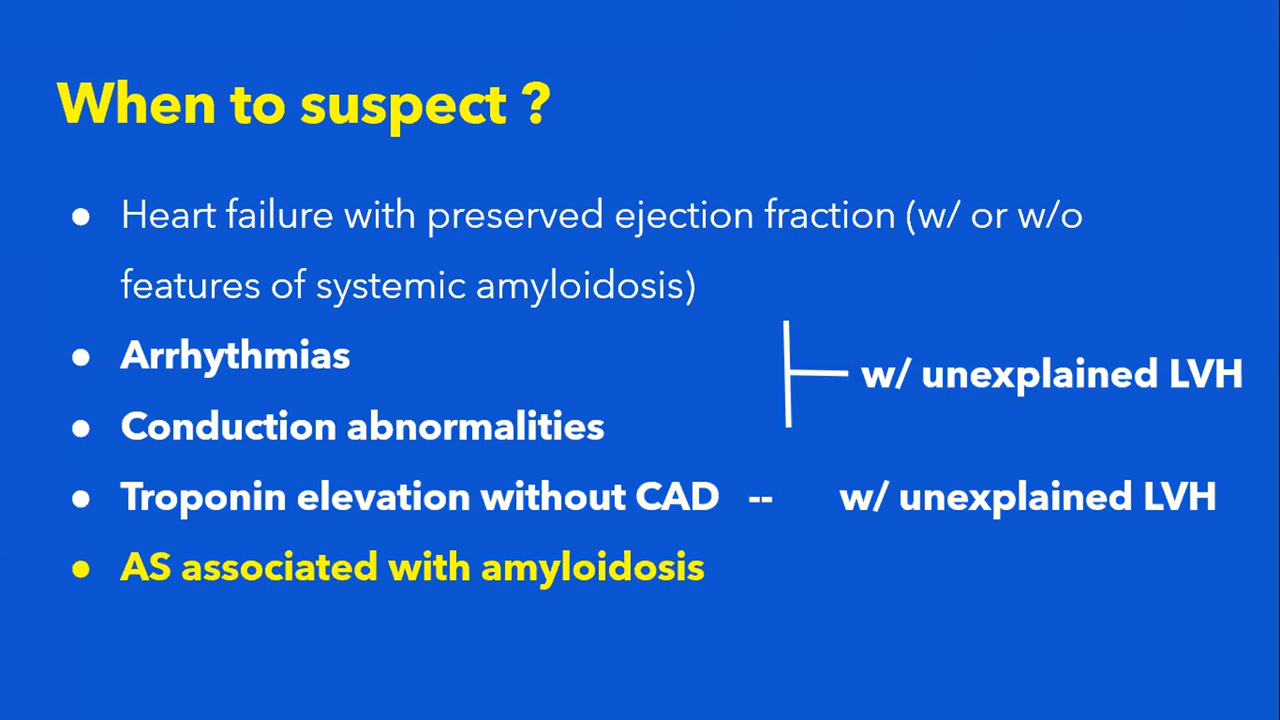 When to suspect ?
● Heart failure with preserved ejection fraction (w/ or w/o
features of systemic amyloidosis)
● Arrhythmias
w/ unexplained LVH
● Conduction abnormalities
● Troponin elevation without CAD -- w/ unexplained LVH
● AS associated with amyloidosis